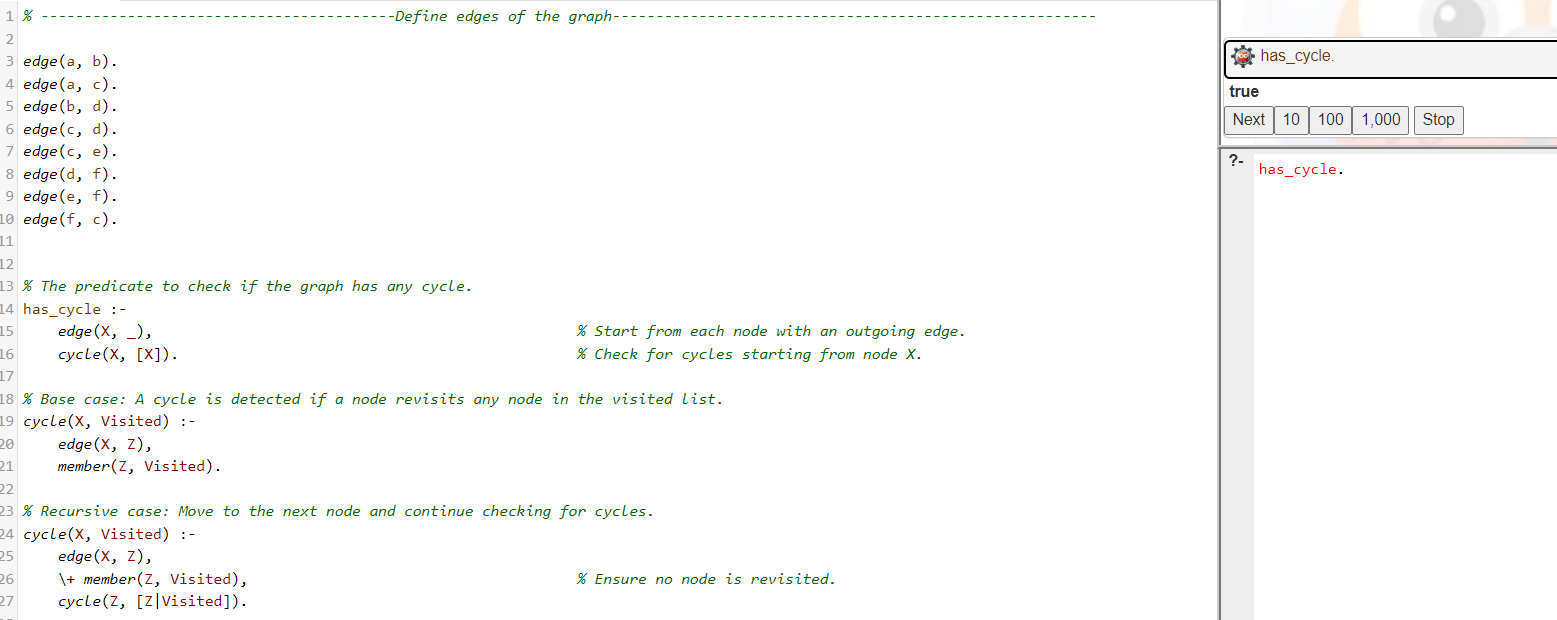 1 % -----------------------------------------Define edges of the graph--------------------------------------------------------
2
3 edge(a, b).
4 edge(a, c).
5 edge(b, d).
6 edge(c, d).
7 edge(c, e).
8 edge(d, f).
9 edge(e, f).
10 edge(f, c).
11
12
13 % The predicate to check if the graph has any cycle.
14 has_cycle :-
15 edge(X, _), % Start from each node with an outgoing edge.
16 cycle(X, [X]). % Check for cycles starting from node X.
17
18 % Base case: A cycle is detected if a node revisits any node in the visited list.
19 cycle(X, Visited) :-
20 edge(X, Z),
21 member(Z, Visited).
22
23 % Recursive case: Move to the next node and continue checking for cycles.
24 cycle(X, Visited) :-
25 edge(X, Z),
26 \+ member(Z, Visited), % Ensure no node is revisited.
27 cycle(Z, [Z|Visited]).
has_cycle.
true
Next 10 100 1,000 Stop
?- has_cycle.